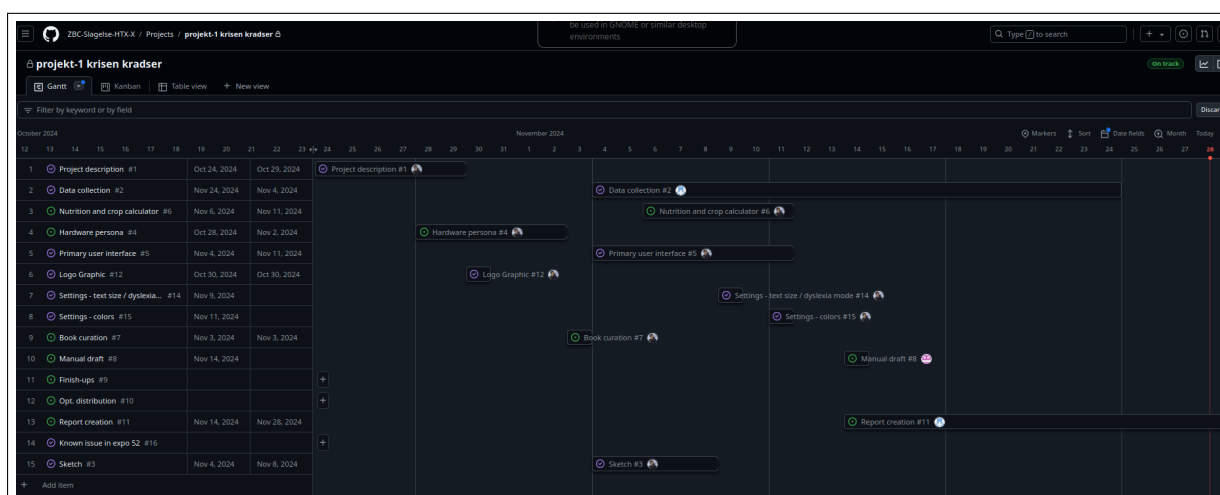 be used in GNOME or similar desktop
environments
ZBC-Slagelse-HTX-X / Projects / projekt-1 krisen kradser
Type / to search
projekt-1 krisen kradser
On track
Gantt Kanban Table view + New view
Filter by keyword or by field
Discar
October 2024 November 2024 Markers Sort Date fields Month Today
12 13 14 15 16 17 18 19 20 21 22 23 24 25 26 27 28 29 30 31 1 2 3 4 5 6 7 8 9 10 11 12 13 14 15 16 17 18 19 20 21 22 23 24 25 26 27 28
1 Project description #1 Oct 24, 2024 Oct 29, 2024 Project description #1
2 Data collection #2 Nov 24, 2024 Nov 4, 2024 Data collection #2
3 Nutrition and crop calculator #6 Nov 6, 2024 Nov 11, 2024 Nutrition and crop calculator #6
4 Hardware persona #4 Oct 28, 2024 Nov 2, 2024 Hardware persona #4
5 Primary user interface #5 Nov 4, 2024 Nov 11, 2024 Primary user interface #5
6 Logo Graphic #12 Oct 30, 2024 Oct 30, 2024 Logo Graphic #12
7 Settings - text size / dyslexia... #14 Nov 9, 2024 Settings - text size / dyslexia mode #14
8 Settings - colors #15 Nov 11, 2024 Settings - colors #15
9 Book curation #7 Nov 3, 2024 Nov 3, 2024 Book curation #7
10 Manual draft #8 Nov 14, 2024 Manual draft #8
11 Finish-ups #9 +
12 Opt. distribution #10 +
13 Report creation #11 Nov 14, 2024 Nov 28, 2024 Report creation #11
14 Known issue in expo 52 #16 +
15 Sketch #3 Nov 4, 2024 Nov 8, 2024 Sketch #3
+ Add item